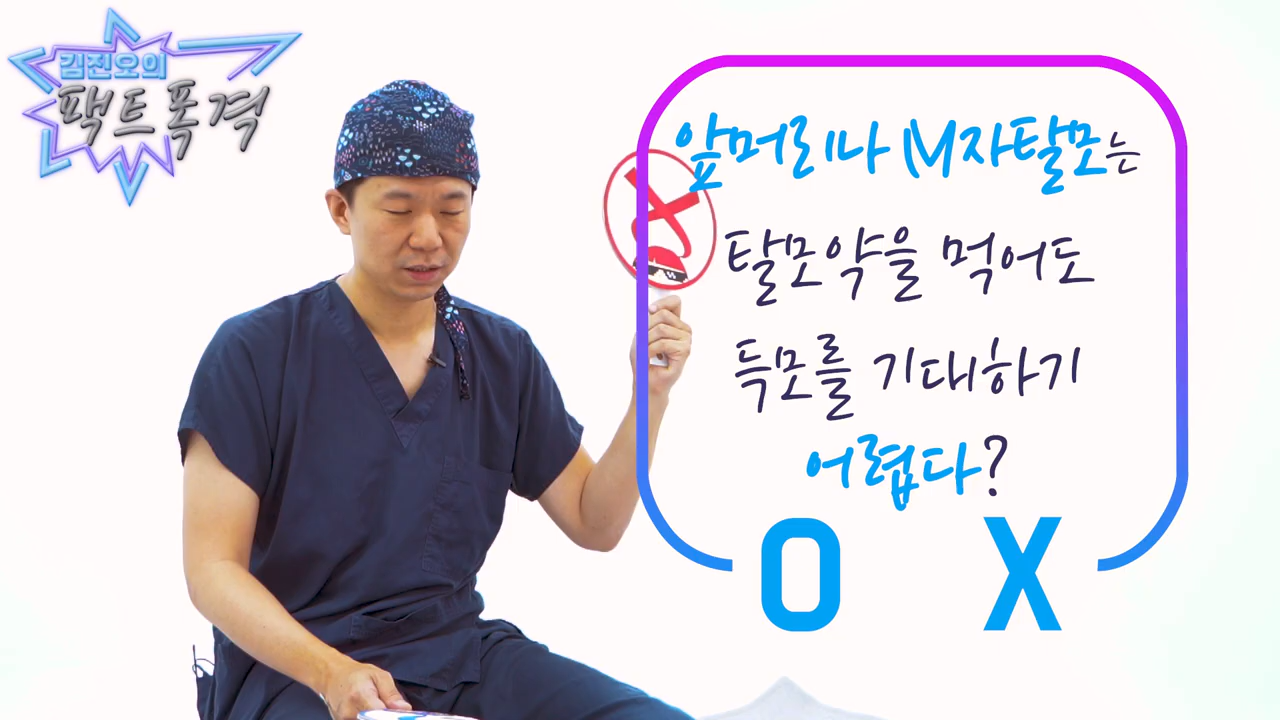 김진오의
팩트폭격
앞머리나 M자탈모는
탈모약을 먹어도
득모를 기대하기
어렵다?
O X